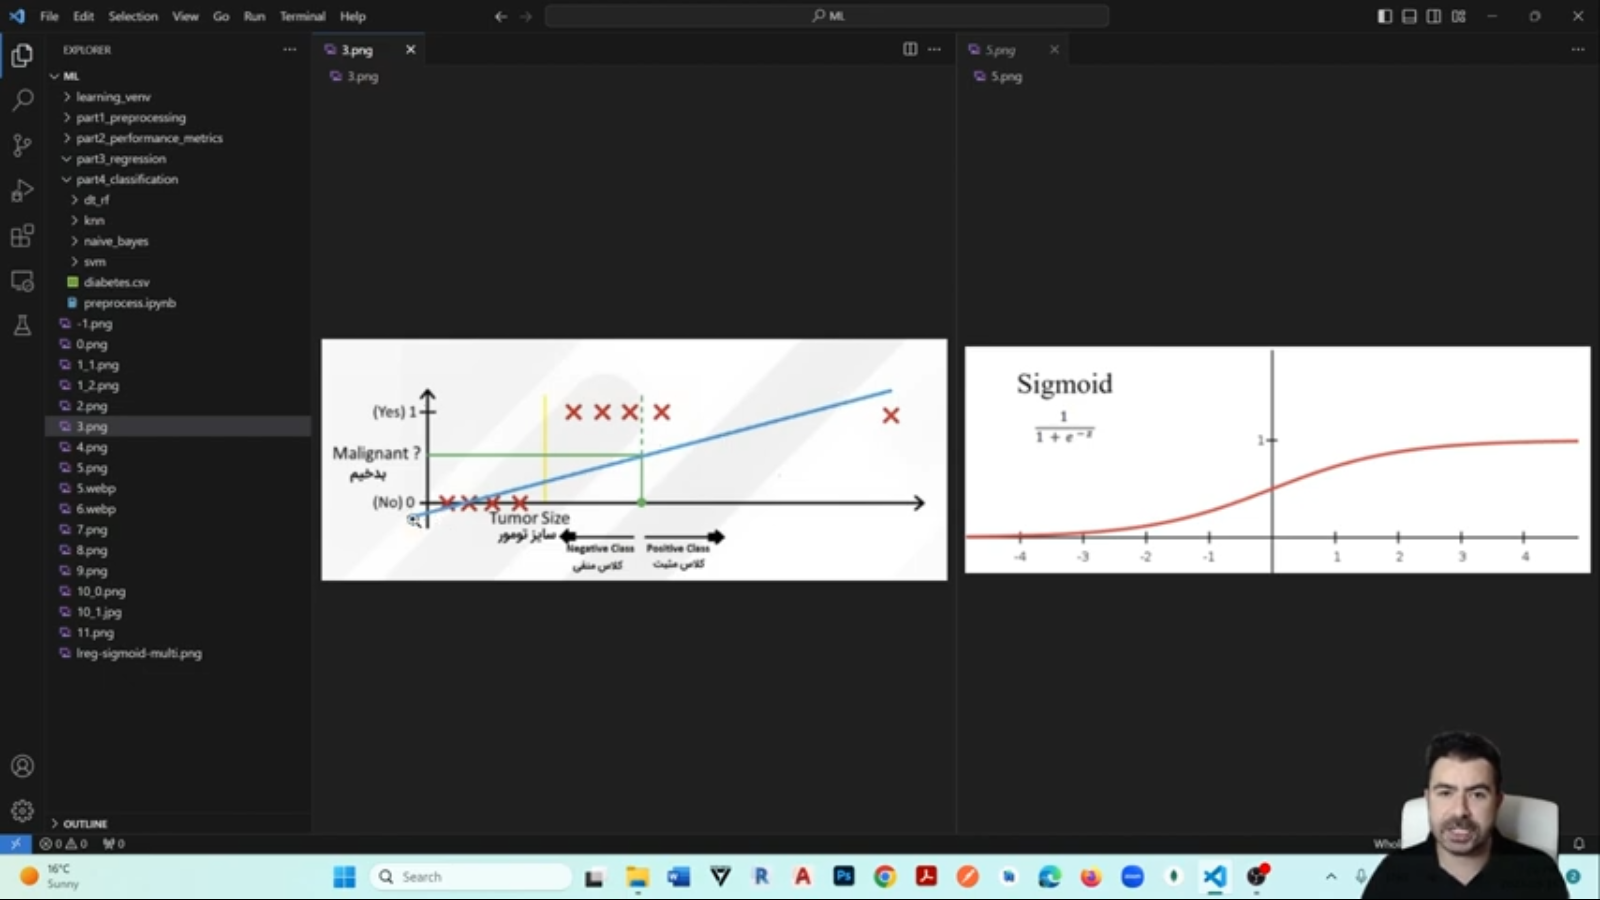 File Edit Selection View Go Run Terminal Help
ML
EXPLORER
ML
learning_venv
part1_preprocessing
part2_performance_metrics
part3_regression
part4_classification
dt_rf
knn
naive_bayes
svm
diabetes.csv
preprocess.ipynb
-1.png
0.png
1_1.png
1_2.png
2.png
3.png
4.png
5.png
5.webp
6.webp
7.png
8.png
9.png
10_0.png
10_1.jpg
11.png
lreg-sigmoid-multi.png
OUTLINE
3.png
3.png
(Yes) 1
Malignant ?
بدخیم
(No) 0
Tumor Size
سایز تومور
Negative Class
کلاس منفی
Positive Class
کلاس مثبت
5.png
5.png
Sigmoid
1
1 + e^-z
1
-4 -3 -2 -1 1 2 3 4
0 0 0
Whol
16°C
Sunny
Search
2